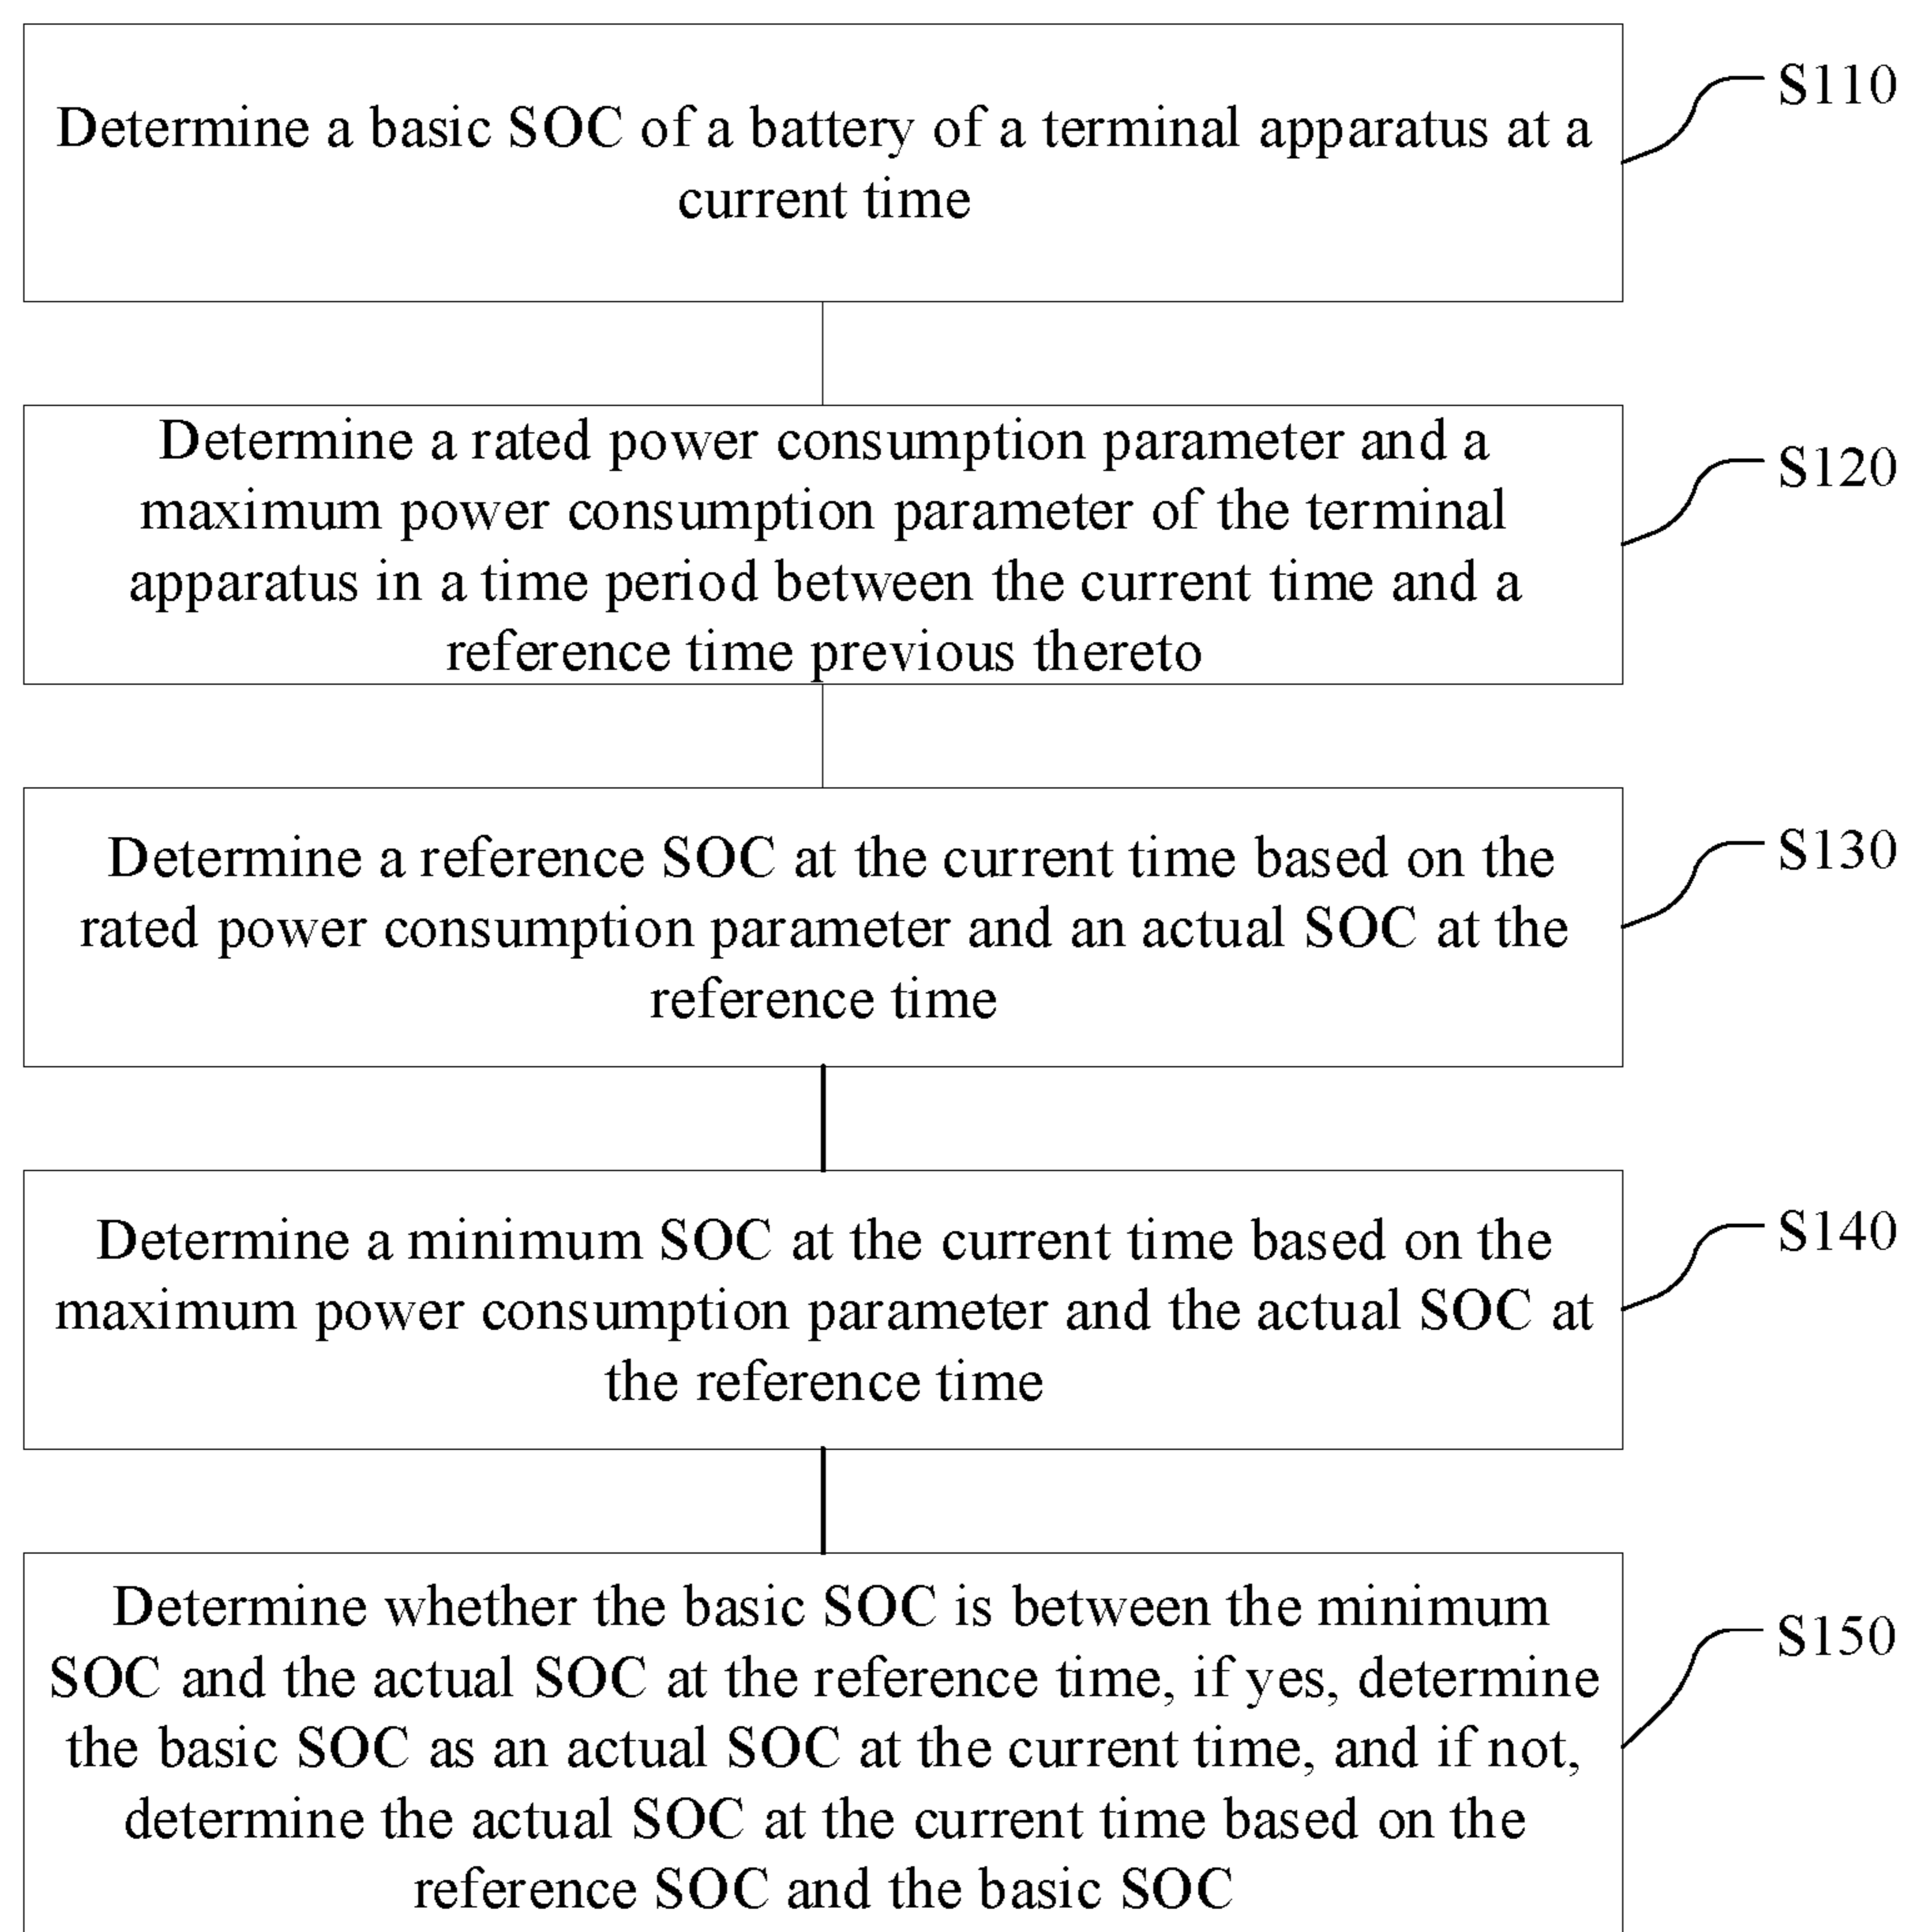 Determine a basic SOC of a battery of a terminal apparatus at a
current time
S110
Determine a rated power consumption parameter and a
maximum power consumption parameter of the terminal
apparatus in a time period between the current time and a
reference time previous thereto
S120
Determine a reference SOC at the current time based on the
rated power consumption parameter and an actual SOC at the
reference time
S130
Determine a minimum SOC at the current time based on the
maximum power consumption parameter and the actual SOC at
the reference time
S140
Determine whether the basic SOC is between the minimum
SOC and the actual SOC at the reference time, if yes, determine
the basic SOC as an actual SOC at the current time, and if not,
determine the actual SOC at the current time based on the
reference SOC and the basic SOC
S150